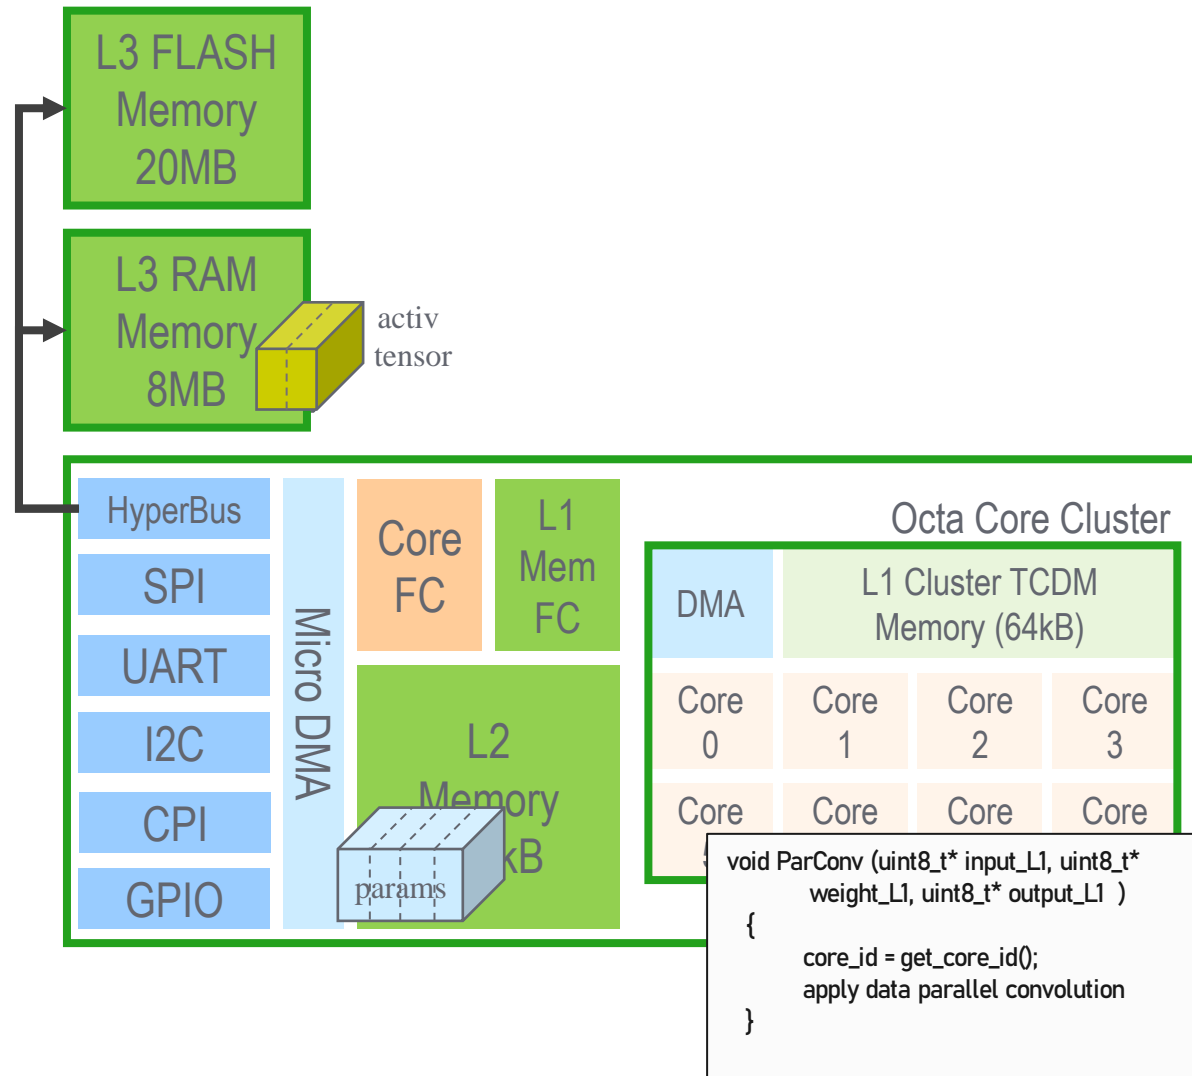 L3 FLASH
Memory
20MB
L3 RAM
Memory
8MB
activ
tensor
HyperBus
SPI
UART
I2C
CPI
GPIO
Micro DMA
Core
FC
L1
Mem
FC
L2
Memory
kB
params
Octa Core Cluster
DMA
L1 Cluster TCDM
Memory (64kB)
Core
0
Core
1
Core
2
Core
3
Core
Core
Core
Core
void ParConv (uint8_t* input_L1, uint8_t*
weight_L1, uint8_t* output_L1 )
{
core_id = get_core_id();
apply data parallel convolution
}